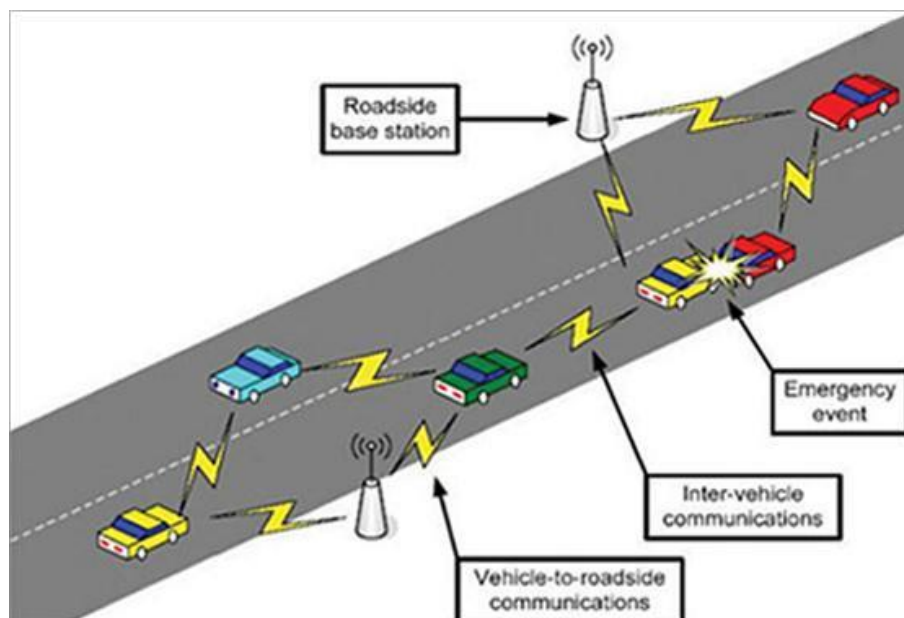 Roadside
base station
Emergency
event
Inter-vehicle
communications
Vehicle-to-roadside
communications